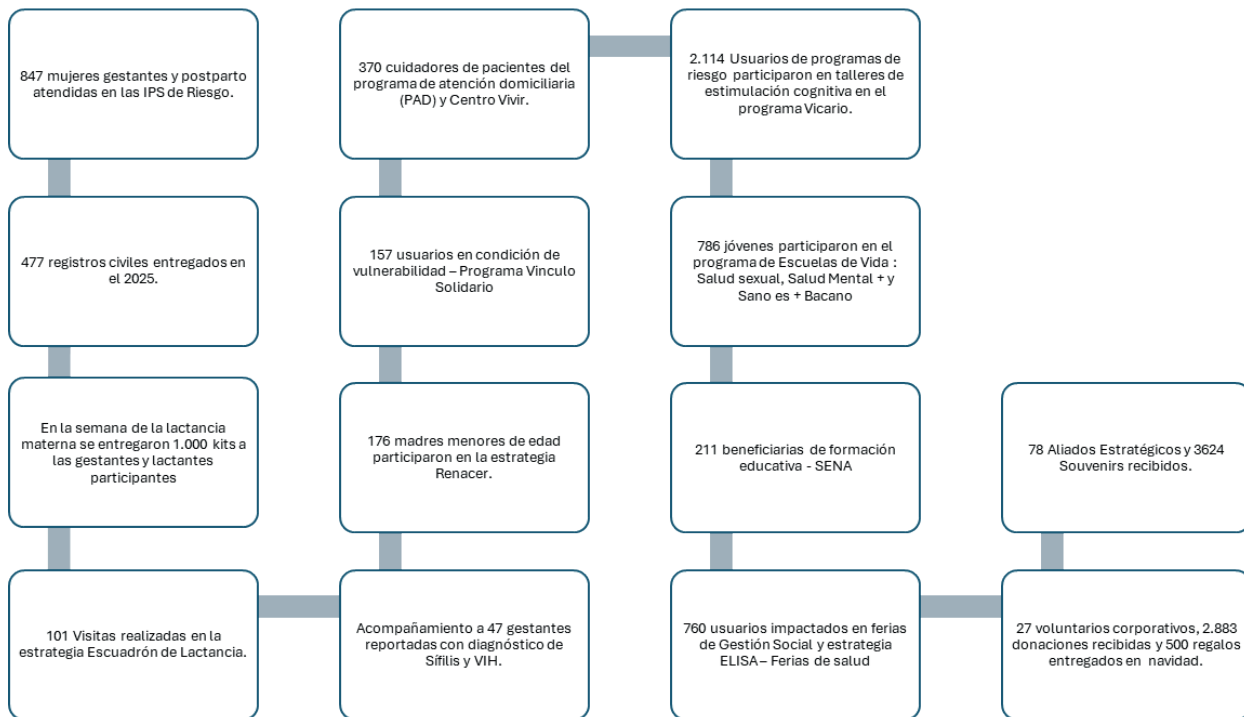 847 mujeres gestantes y postparto
atendidas en las IPS de Riesgo.
477 registros civiles entregados en
el 2025.
En la semana de la lactancia
materna se entregaron 1.000 kits a
las gestantes y lactantes
participantes
101 Visitas realizadas en la
estrategia Escuadrón de Lactancia.
Acompañamiento a 47 gestantes
reportadas con diagnóstico de
Sífilis y VIH.
176 madres menores de edad
participaron en la estrategia
Renacer.
157 usuarios en condición de
vulnerabilidad – Programa Vinculo
Solidario
370 cuidadores de pacientes del
programa de atención domiciliaria
(PAD) y Centro Vivir.
2.114 Usuarios de programas de
riesgo participaron en talleres de
estimulación cognitiva en el
programa Vicario.
786 jóvenes participaron en el
programa de Escuelas de Vida :
Salud sexual, Salud Mental + y
Sano es + Bacano
211 beneficiarias de formación
educativa - SENA
760 usuarios impactados en ferias
de Gestión Social y estrategia
ELISA – Ferias de salud
27 voluntarios corporativos, 2.883
donaciones recibidas y 500 regalos
entregados en navidad.
78 Aliados Estratégicos y 3624
Souvenirs recibidos.